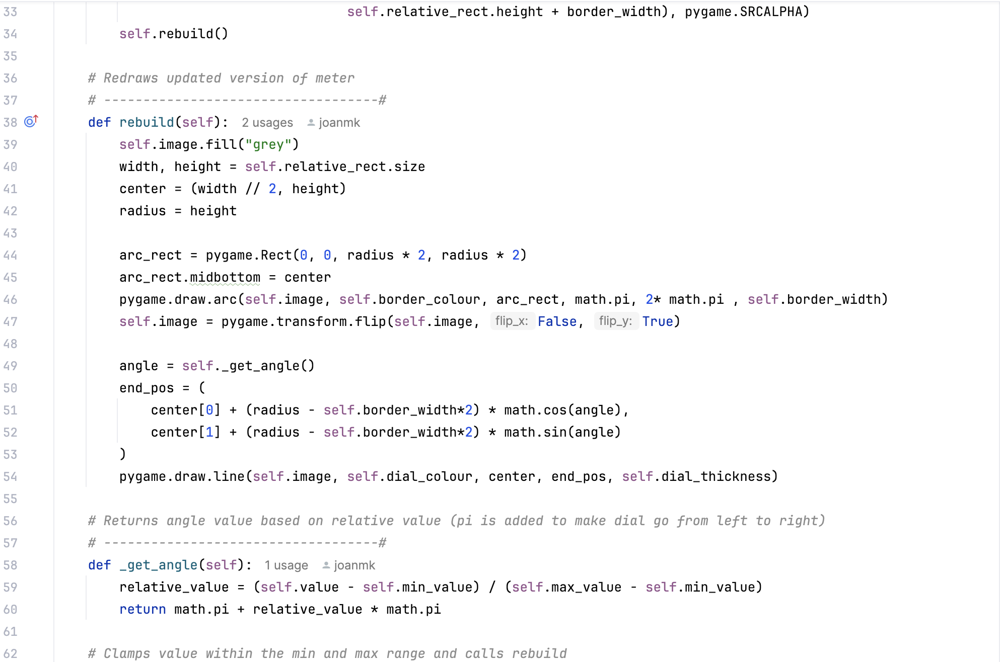 33 self.relative_rect.height + border_width), pygame.SRCALPHA)
34 self.rebuild()
35
36 # Redraws updated version of meter
37 # -----------------------------------#
38 def rebuild(self): 2 usages joanmk
39 self.image.fill("grey")
40 width, height = self.relative_rect.size
41 center = (width // 2, height)
42 radius = height
43
44 arc_rect = pygame.Rect(0, 0, radius * 2, radius * 2)
45 arc_rect.midbottom = center
46 pygame.draw.arc(self.image, self.border_colour, arc_rect, math.pi, 2* math.pi , self.border_width)
47 self.image = pygame.transform.flip(self.image, flip_x: False, flip_y: True)
48
49 angle = self._get_angle()
50 end_pos = (
51 center[0] + (radius - self.border_width*2) * math.cos(angle),
52 center[1] + (radius - self.border_width*2) * math.sin(angle)
53 )
54 pygame.draw.line(self.image, self.dial_colour, center, end_pos, self.dial_thickness)
55
56 # Returns angle value based on relative value (pi is added to make dial go from left to right)
57 # -----------------------------------#
58 def _get_angle(self): 1 usage joanmk
59 relative_value = (self.value - self.min_value) / (self.max_value - self.min_value)
60 return math.pi + relative_value * math.pi
61
62 # Clamps value within the min and max range and calls rebuild